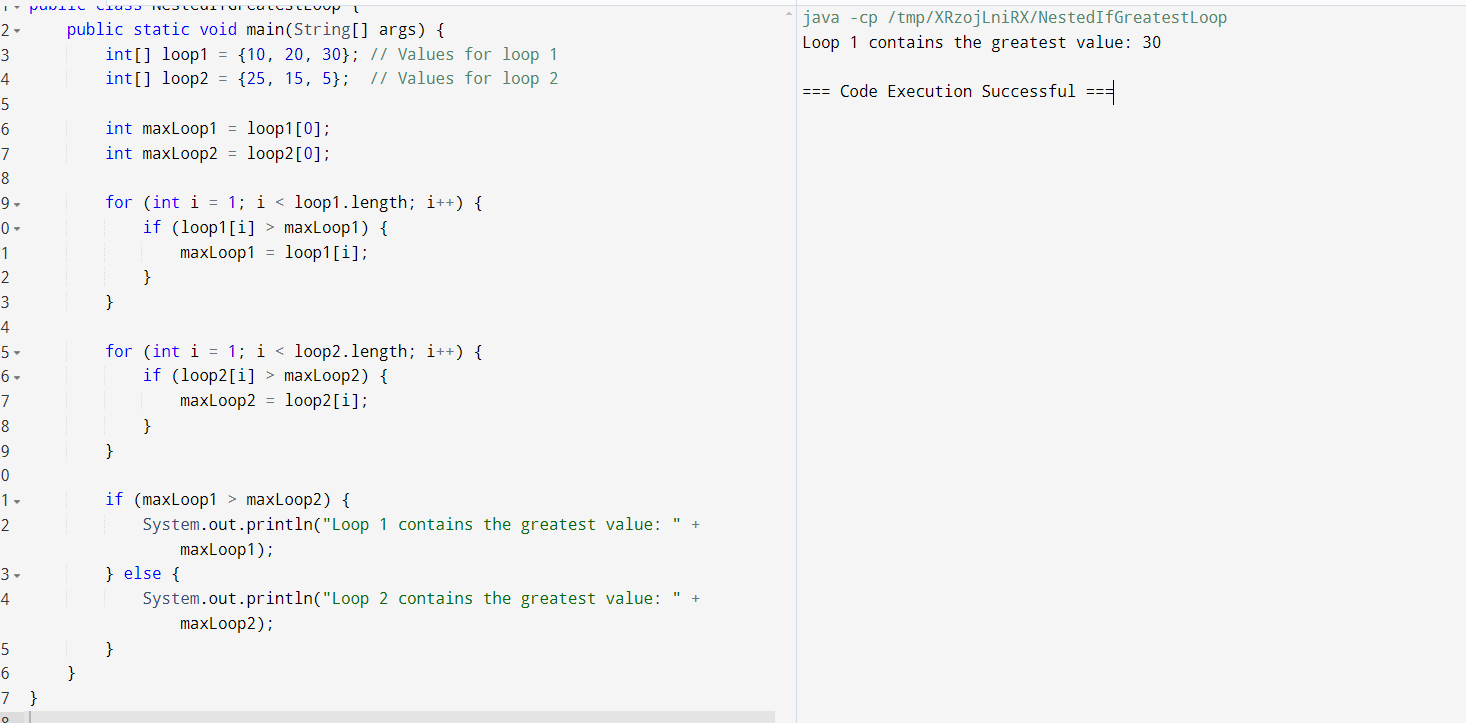 1 public class NestedIfGreatestLoop {
2 public static void main(String[] args) {
3 int[] loop1 = {10, 20, 30}; // Values for loop 1
4 int[] loop2 = {25, 15, 5};  // Values for loop 2
5
6 int maxLoop1 = loop1[0];
7 int maxLoop2 = loop2[0];
8
9 for (int i = 1; i < loop1.length; i++) {
0 if (loop1[i] > maxLoop1) {
1 maxLoop1 = loop1[i];
2 }
3 }
4
5 for (int i = 1; i < loop2.length; i++) {
6 if (loop2[i] > maxLoop2) {
7 maxLoop2 = loop2[i];
8 }
9 }
0
1 if (maxLoop1 > maxLoop2) {
2 System.out.println("Loop 1 contains the greatest value: " +
maxLoop1);
3 } else {
4 System.out.println("Loop 2 contains the greatest value: " +
maxLoop2);
5 }
6 }
7 }
8
java -cp /tmp/XRzojLniRX/NestedIfGreatestLoop
Loop 1 contains the greatest value: 30
=== Code Execution Successful ===